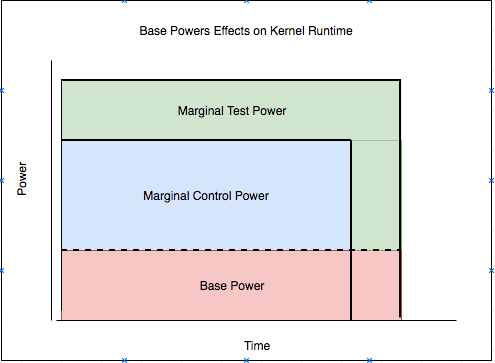 Base Powers Effects on Kernel Runtime
Marginal Test Power
Marginal Control Power
Power
Base Power
Time